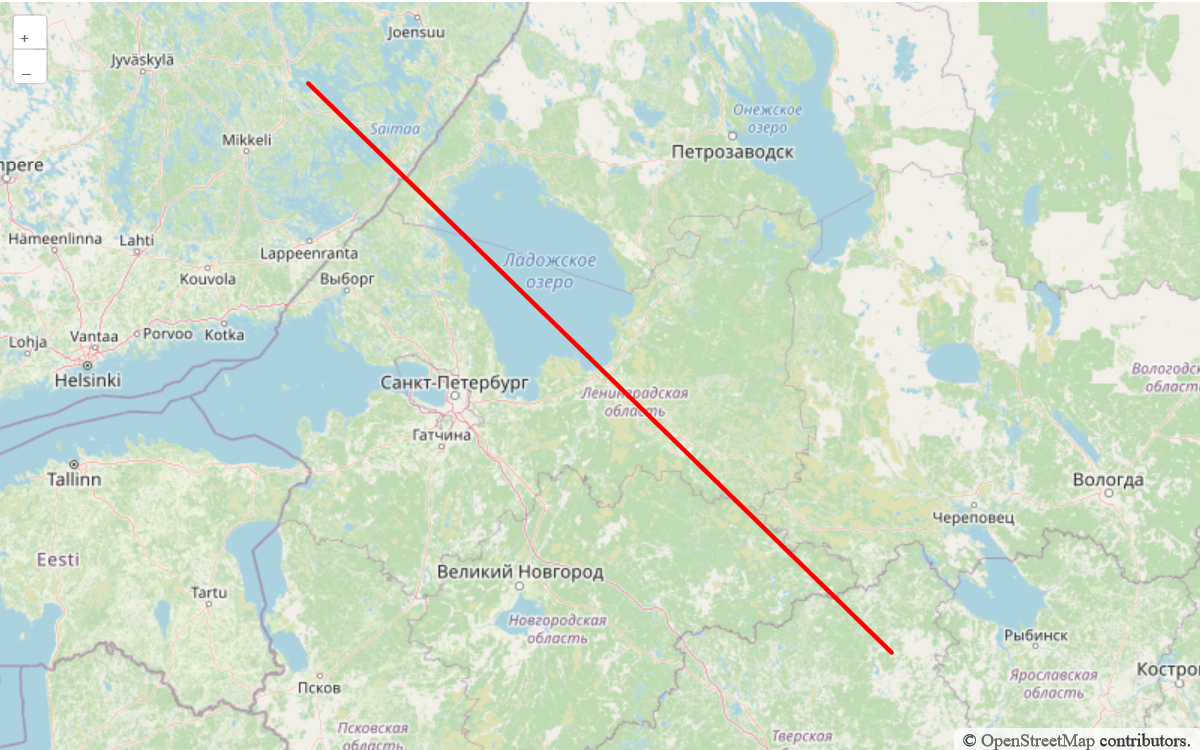 +
–
Joensuu
Jyväskylä
Онежское
озеро
Saimaa
Mikkeli
Петрозаводск
mpere
Hämeenlinna
Lahti
Lappeenranta
Ладожское
озеро
Kouvola
Выборг
Vantaa
Porvoo
Kotka
Lohja
Helsinki
Санкт-Петербург
Вологодск
област
Ленинградская
область
Гатчина
Tallinn
Вологда
Череповец
Eesti
Великий Новгород
Tartu
Новгородская
область
Рыбинск
Костро
Ярославская
область
Псков
Псковская
область
Тверская
© OpenStreetMap contributors.